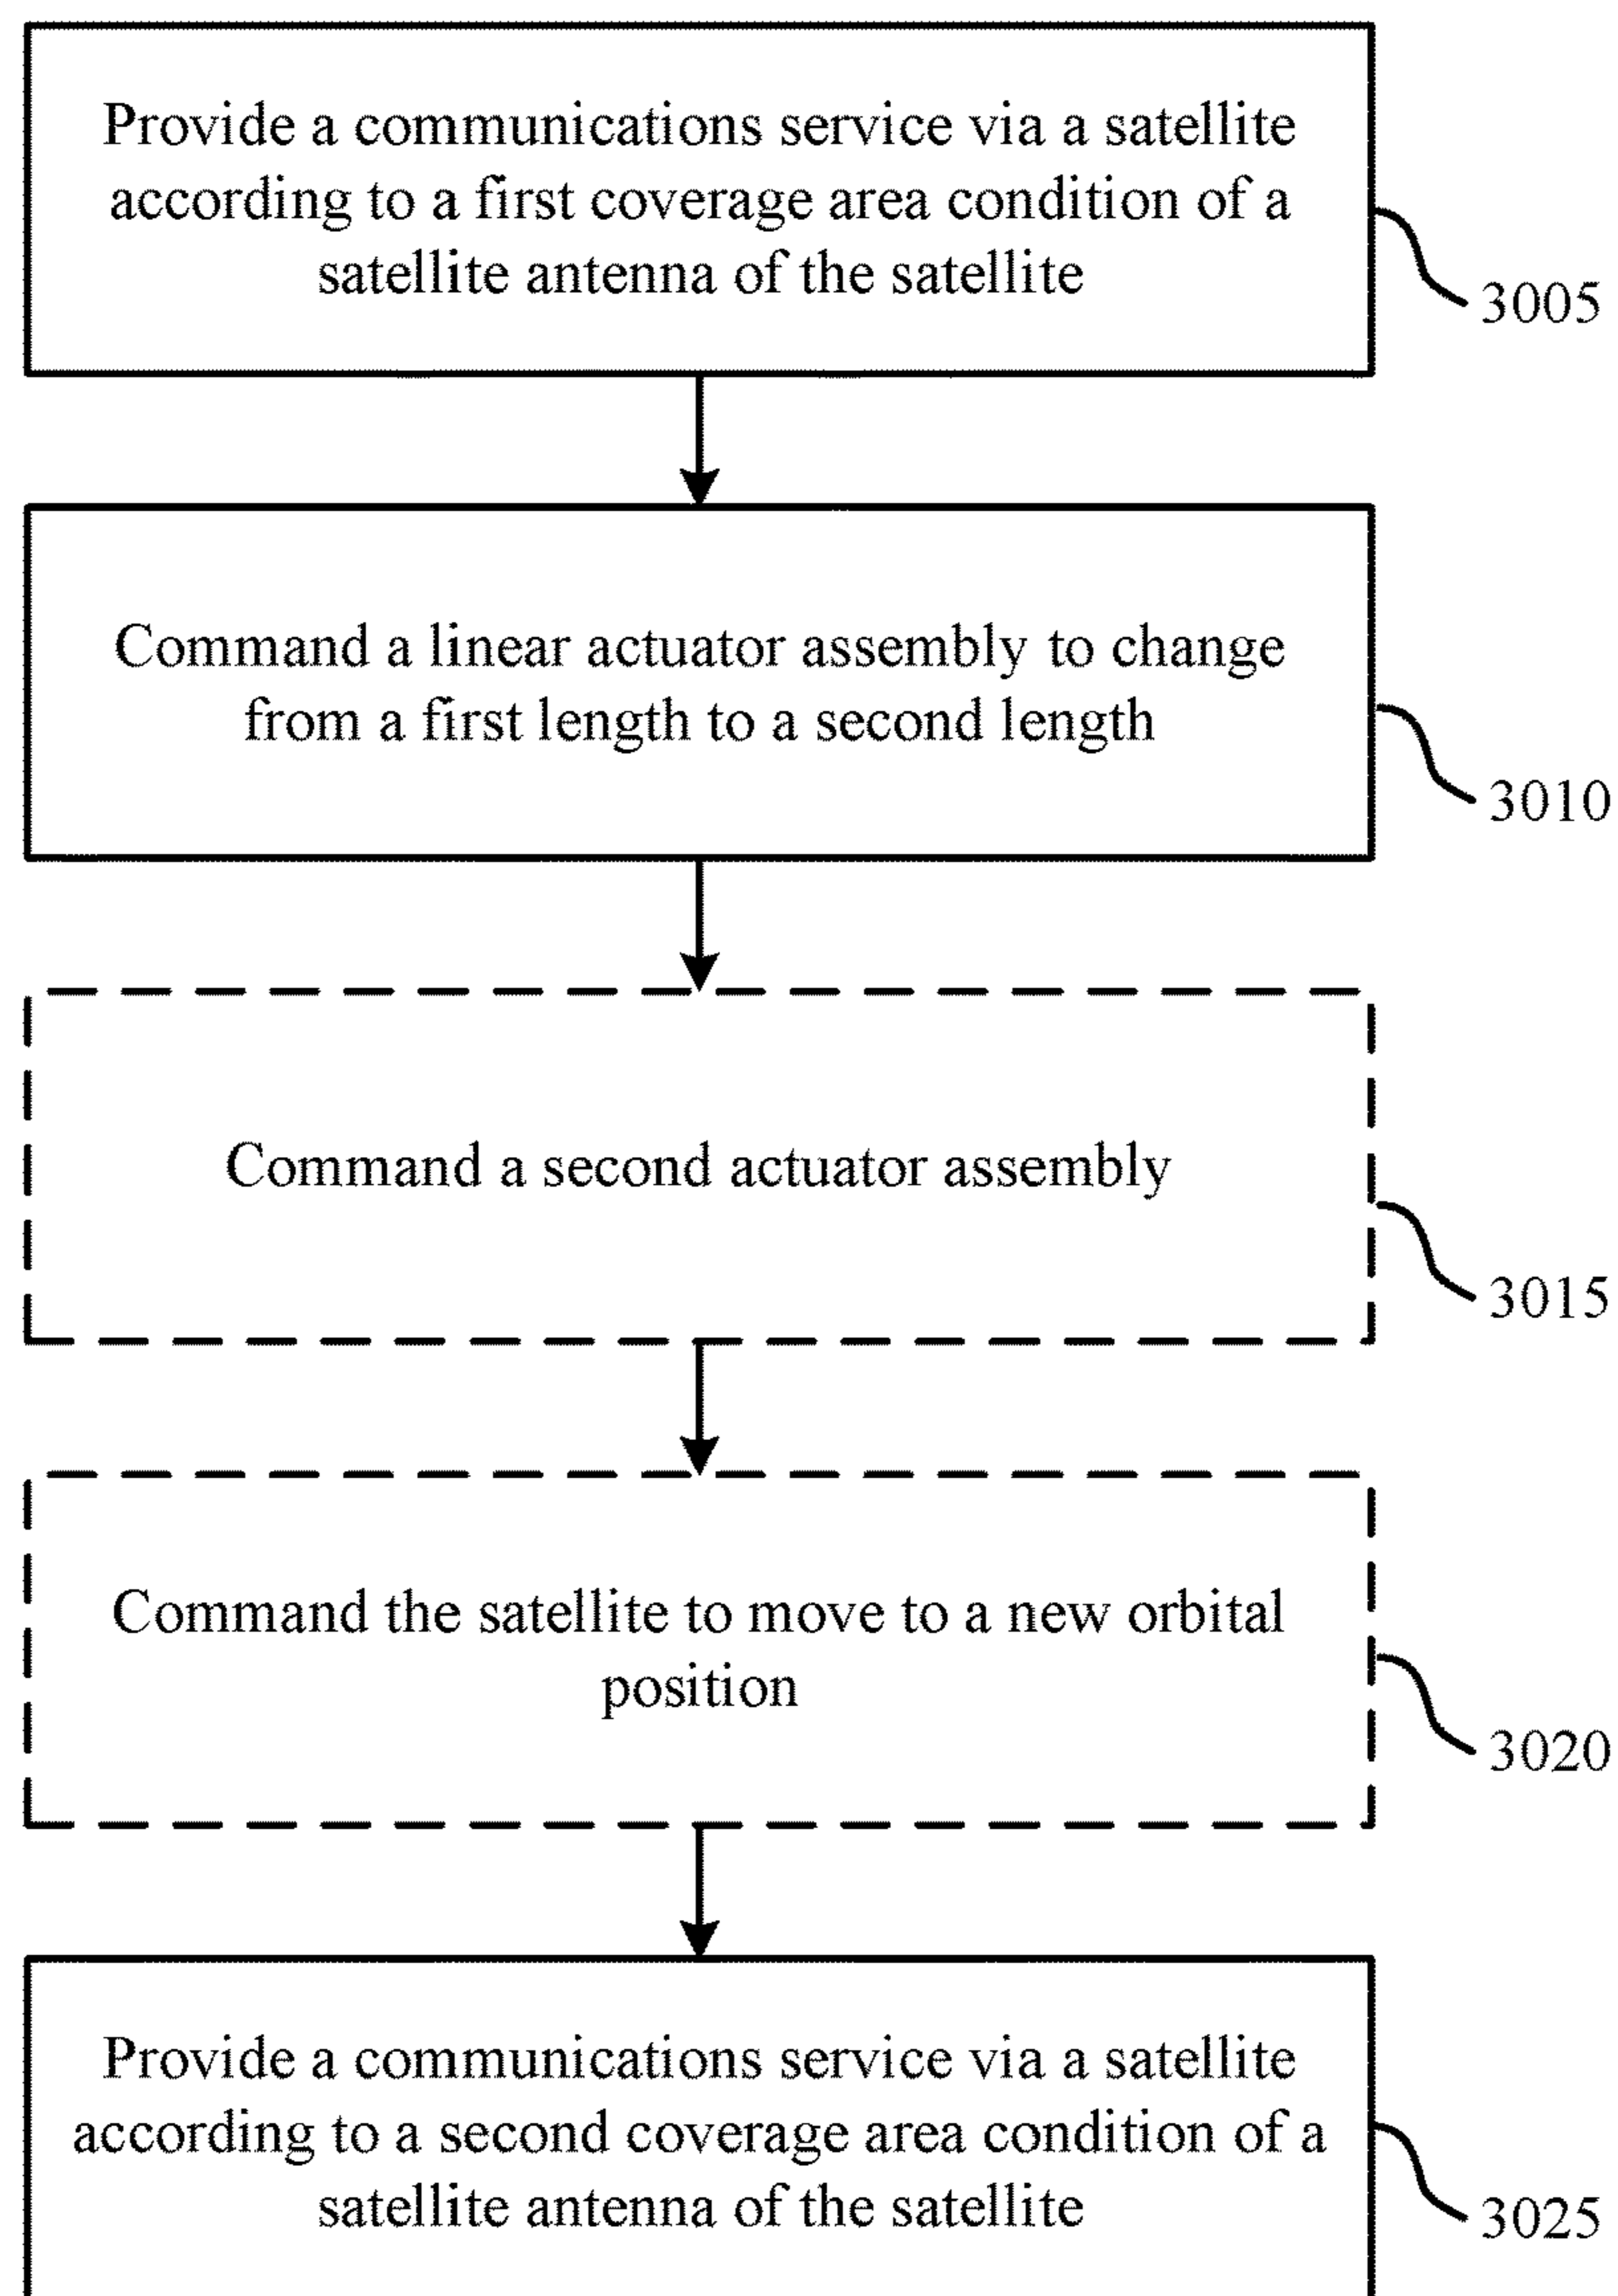 Provide a communications service via a satellite
according to a first coverage area condition of a
satellite antenna of the satellite
3005
Command a linear actuator assembly to change
from a first length to a second length
3010
Command a second actuator assembly
3015
Command the satellite to move to a new orbital
position
3020
Provide a communications service via a satellite
according to a second coverage area condition of a
satellite antenna of the satellite
3025